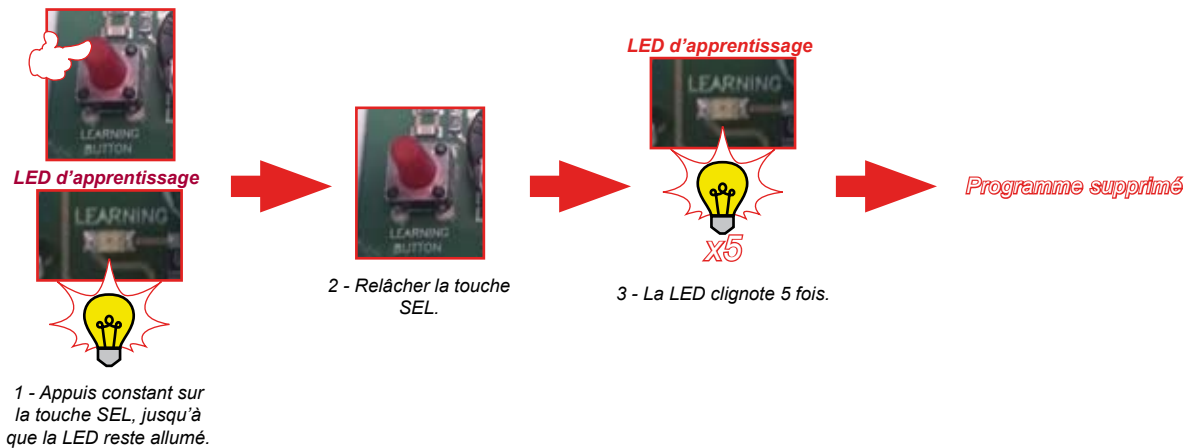 LEARNING
BUTTON
LED d'apprentissage
LEARNING
1 - Appuis constant sur
la touche SEL, jusqu'à
que la LED reste allumé.
LEARNING
BUTTON
2 - Relâcher la touche
SEL.
LED d'apprentissage
LEARNING
x5
3 - La LED clignote 5 fois.
Programme supprimé